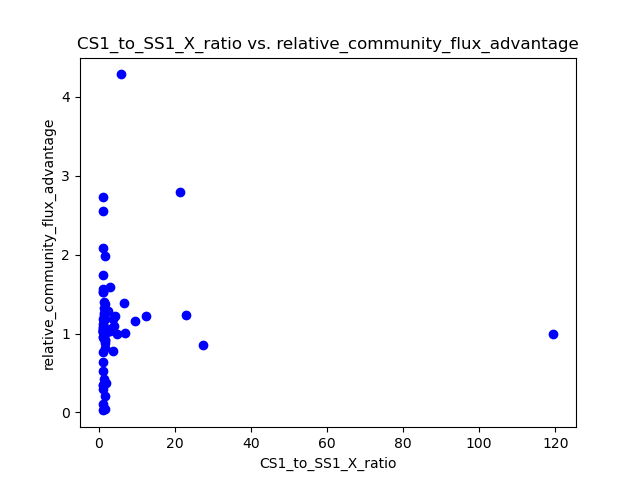 CS1_to_SS1_X_ratio vs. relative_community_flux_advantage
4
3
2
1
0
relative_community_flux_advantage
0 20 40 60 80 100 120
CS1_to_SS1_X_ratio